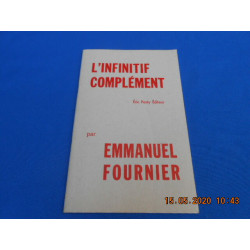 L'INFINITIF
COMPLÉMENT
par
EMMANUEL
FOURNIER
15.05.2020 10:43